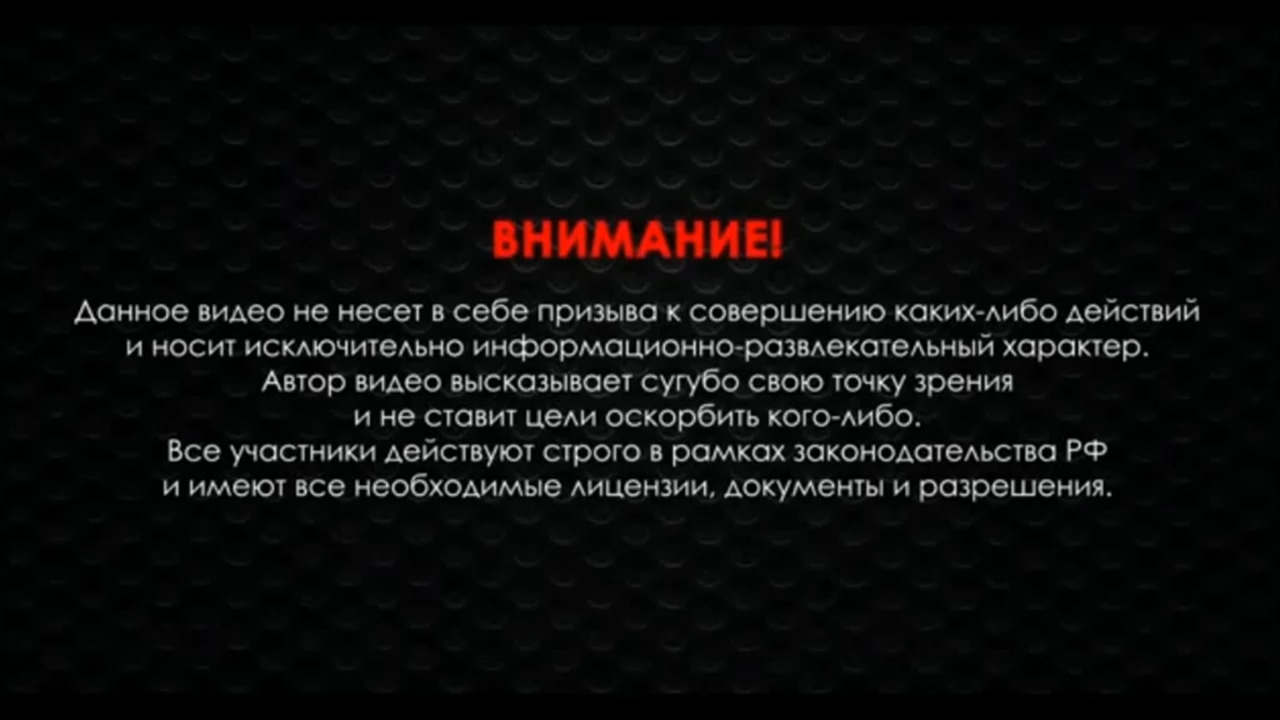 ВНИМАНИЕ!
Данное видео не несет в себе призыва к совершению каких-либо действий
и носит исключительно информационно-развлекательный характер.
Автор видео высказывает сугубо свою точку зрения
и не ставит цели оскорбить кого-либо.
Все участники действуют строго в рамках законодательства РФ
и имеют все необходимые лицензии, документы и разрешения.